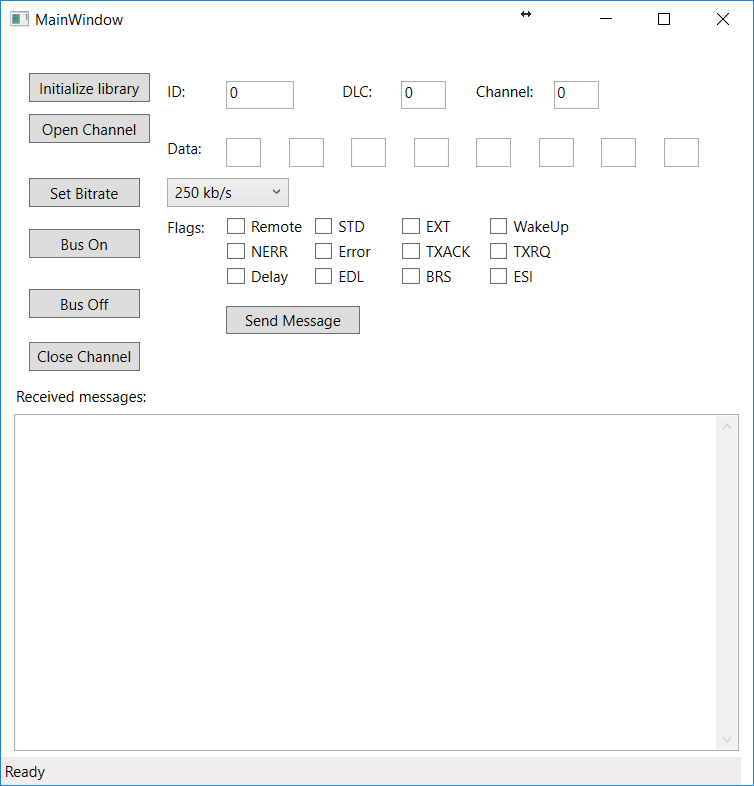 MainWindow
Initialize library ID: 0 DLC: 0 Channel: 0
Open Channel
Data:
Set Bitrate 250 kb/s
Flags: Remote STD EXT WakeUp
Bus On NERR Error TXACK TXRQ
Delay EDL BRS ESI
Bus Off
Send Message
Close Channel
Received messages:
Ready